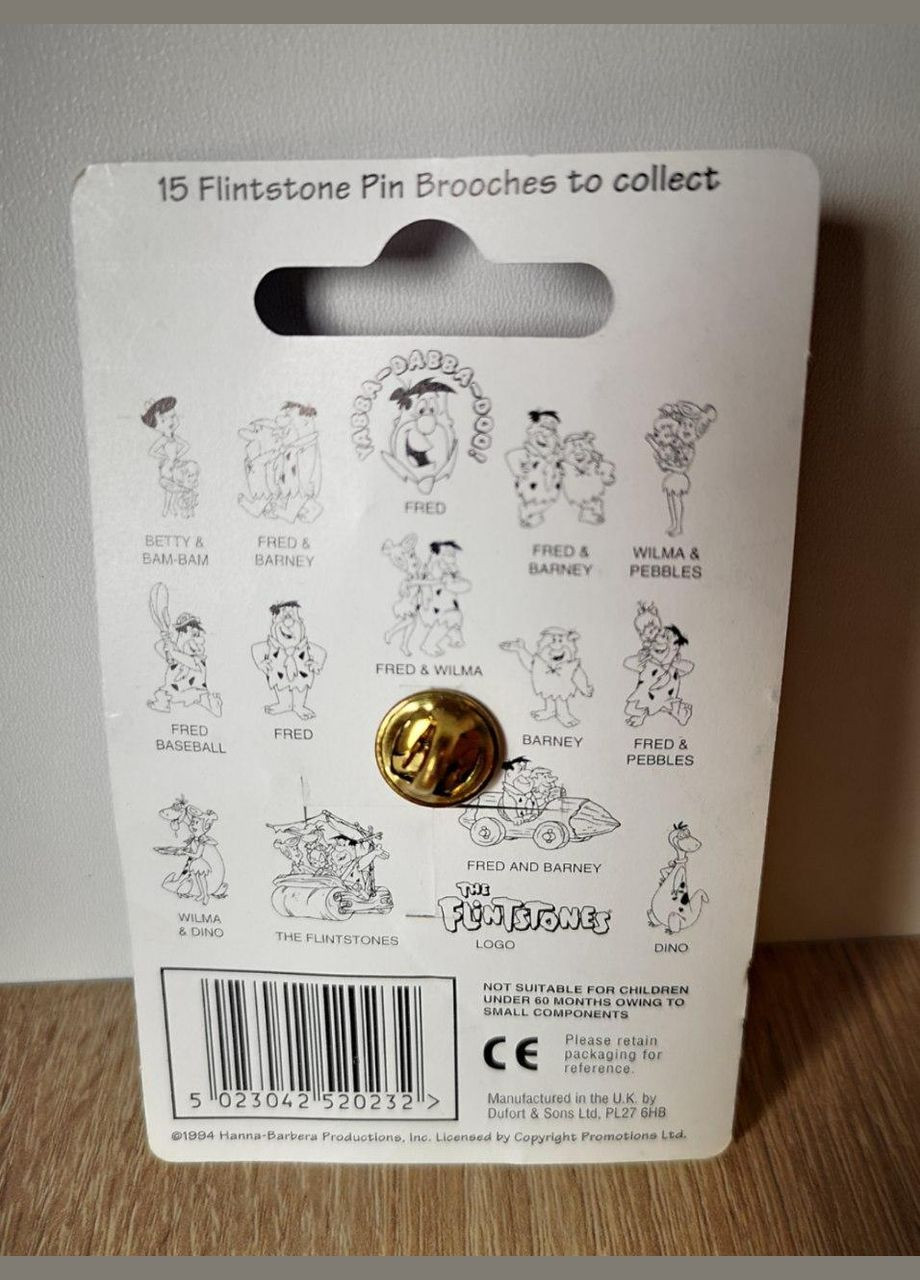 15 Flintstone Pin Brooches to collect
YABBA-DABBA-DOO!
FRED
BETTY &
BAM-BAM
FRED &
BARNEY
FRED &
BARNEY
WILMA &
PEBBLES
FRED & WILMA
FRED
BASEBALL
FRED
BARNEY
FRED &
PEBBLES
FRED AND BARNEY
WILMA
& DINO
THE FLINTSTONES
THE
FLINTSTONES
LOGO
DINO
NOT SUITABLE FOR CHILDREN
UNDER 60 MONTHS OWING TO
SMALL COMPONENTS
CE
Please retain
packaging for
reference.
5 023042 520232 >
Manufactured in the U.K. by
Dufort & Sons Ltd, PL27 6HB
©1994 Hanna-Barbera Productions, Inc. Licensed by Copyright Promotions Ltd.